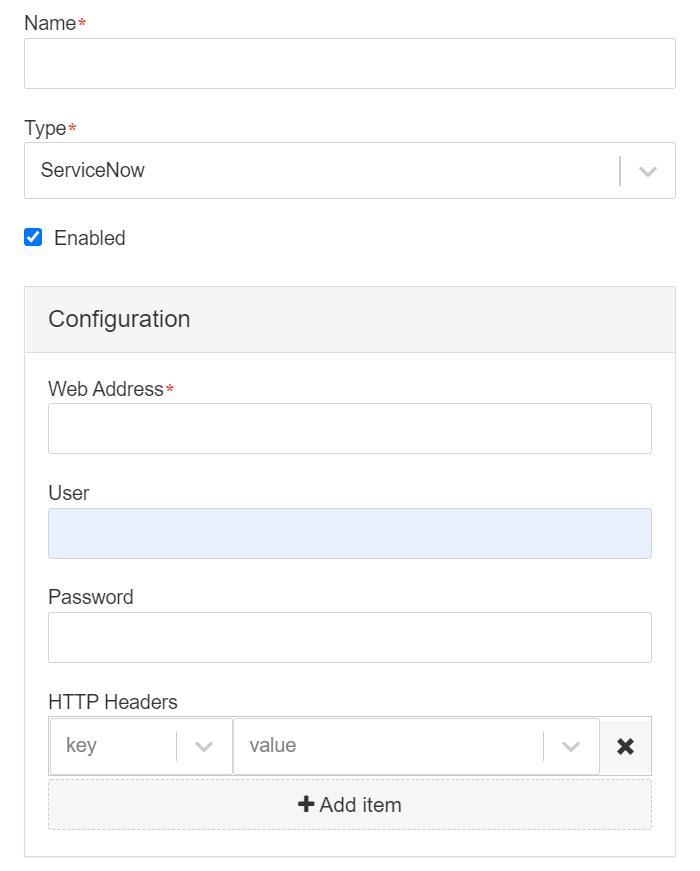 Name*
Type*
ServiceNow
Enabled
Configuration
Web Address*
User
Password
HTTP Headers
key value
Add item